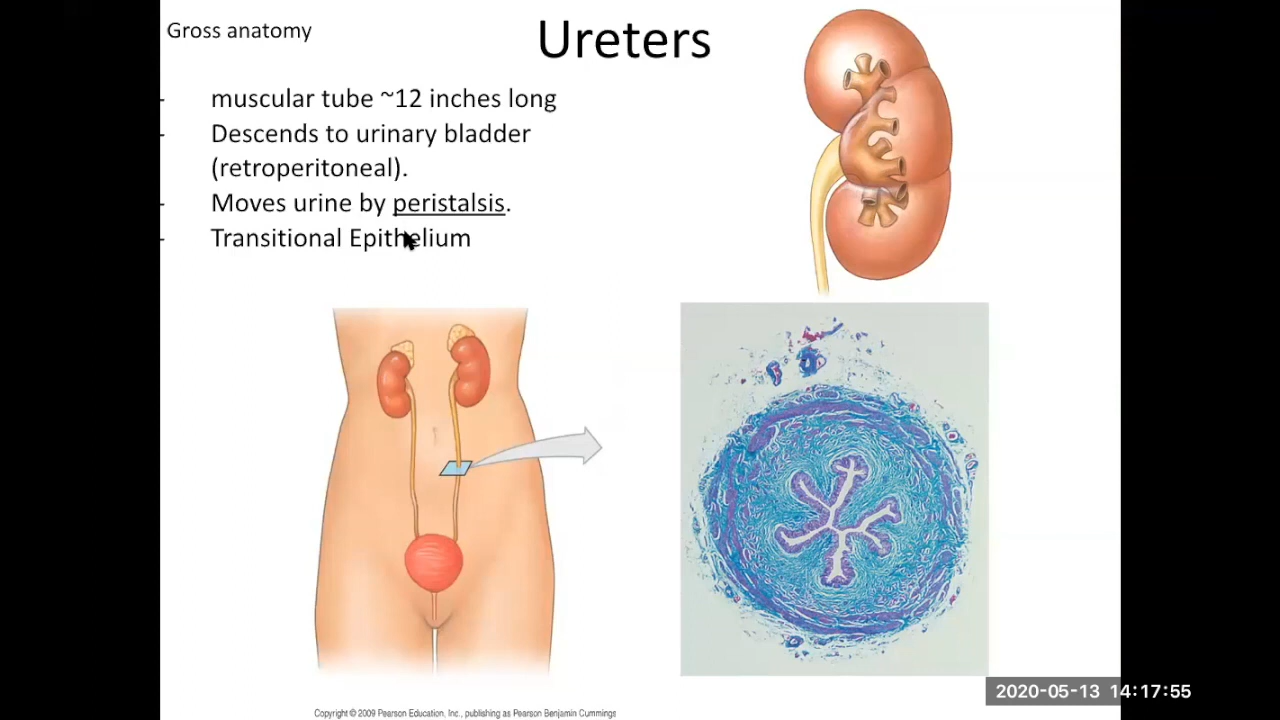 Gross anatomy
Ureters
- muscular tube ~12 inches long
- Descends to urinary bladder
(retroperitoneal).
- Moves urine by peristalsis.
- Transitional Epithelium
Copyright © 2009 Pearson Education, Inc., publishing as Pearson Benjamin Cummings
2020-05-13 14:17:55